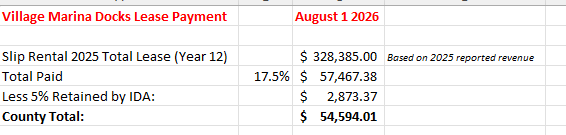 Village Marina Docks Lease Payment August 1 2026
Slip Rental 2025 Total Lease (Year 12) $ 328,385.00 Based on 2025 reported revenue
Total Paid 17.5% $ 57,467.38
Less 5% Retained by IDA: $ 2,873.37
County Total: $ 54,594.01